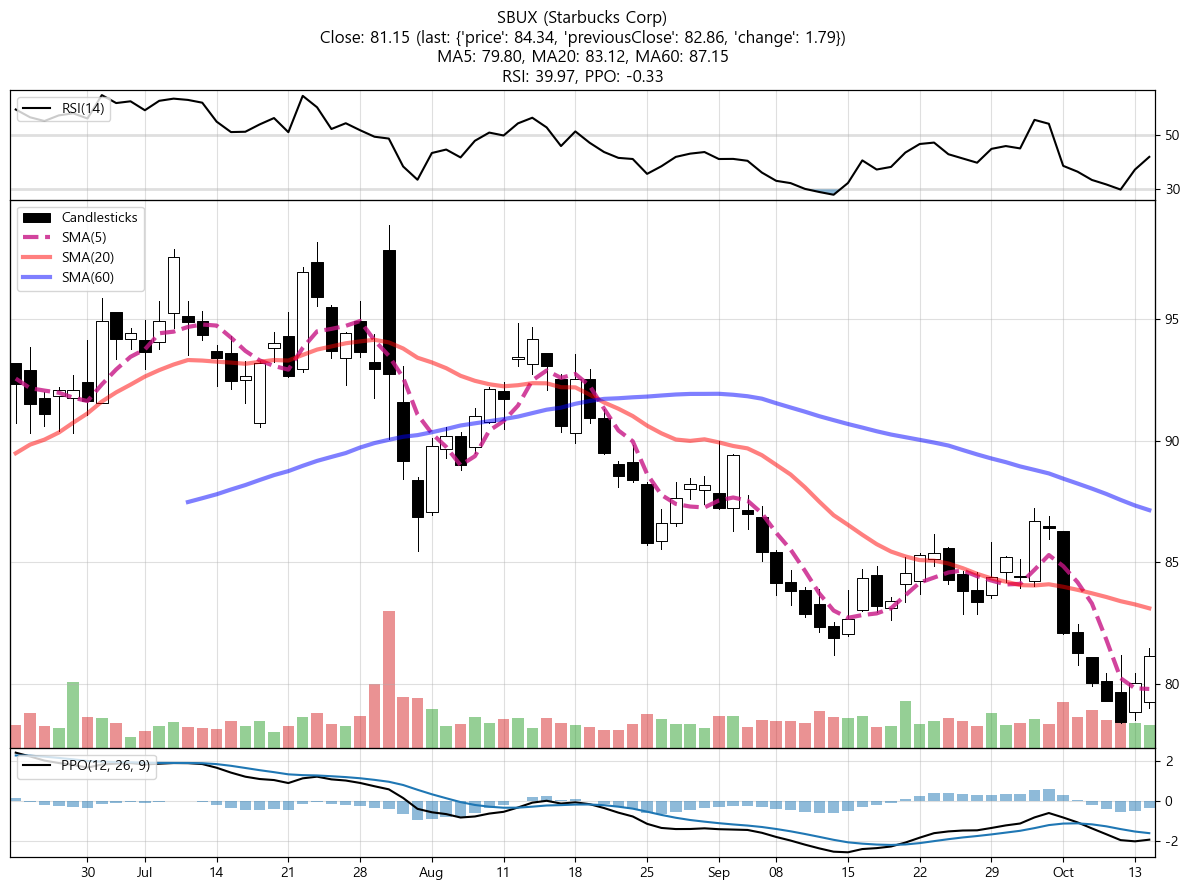 SBUX (Starbucks Corp)
Close: 81.15 (last: {'price': 84.34, 'previousClose': 82.86, 'change': 1.79})
MA5: 79.80, MA20: 83.12, MA60: 87.15
RSI: 39.97, PPO: -0.33
RSI(14)
50
30
Candlesticks
SMA(5)
SMA(20)
SMA(60)
95
90
85
80
PPO(12, 26, 9)
2
0
-2
30 Jul 14 21 28 Aug 11 18 25 Sep 08 15 22 29 Oct 13